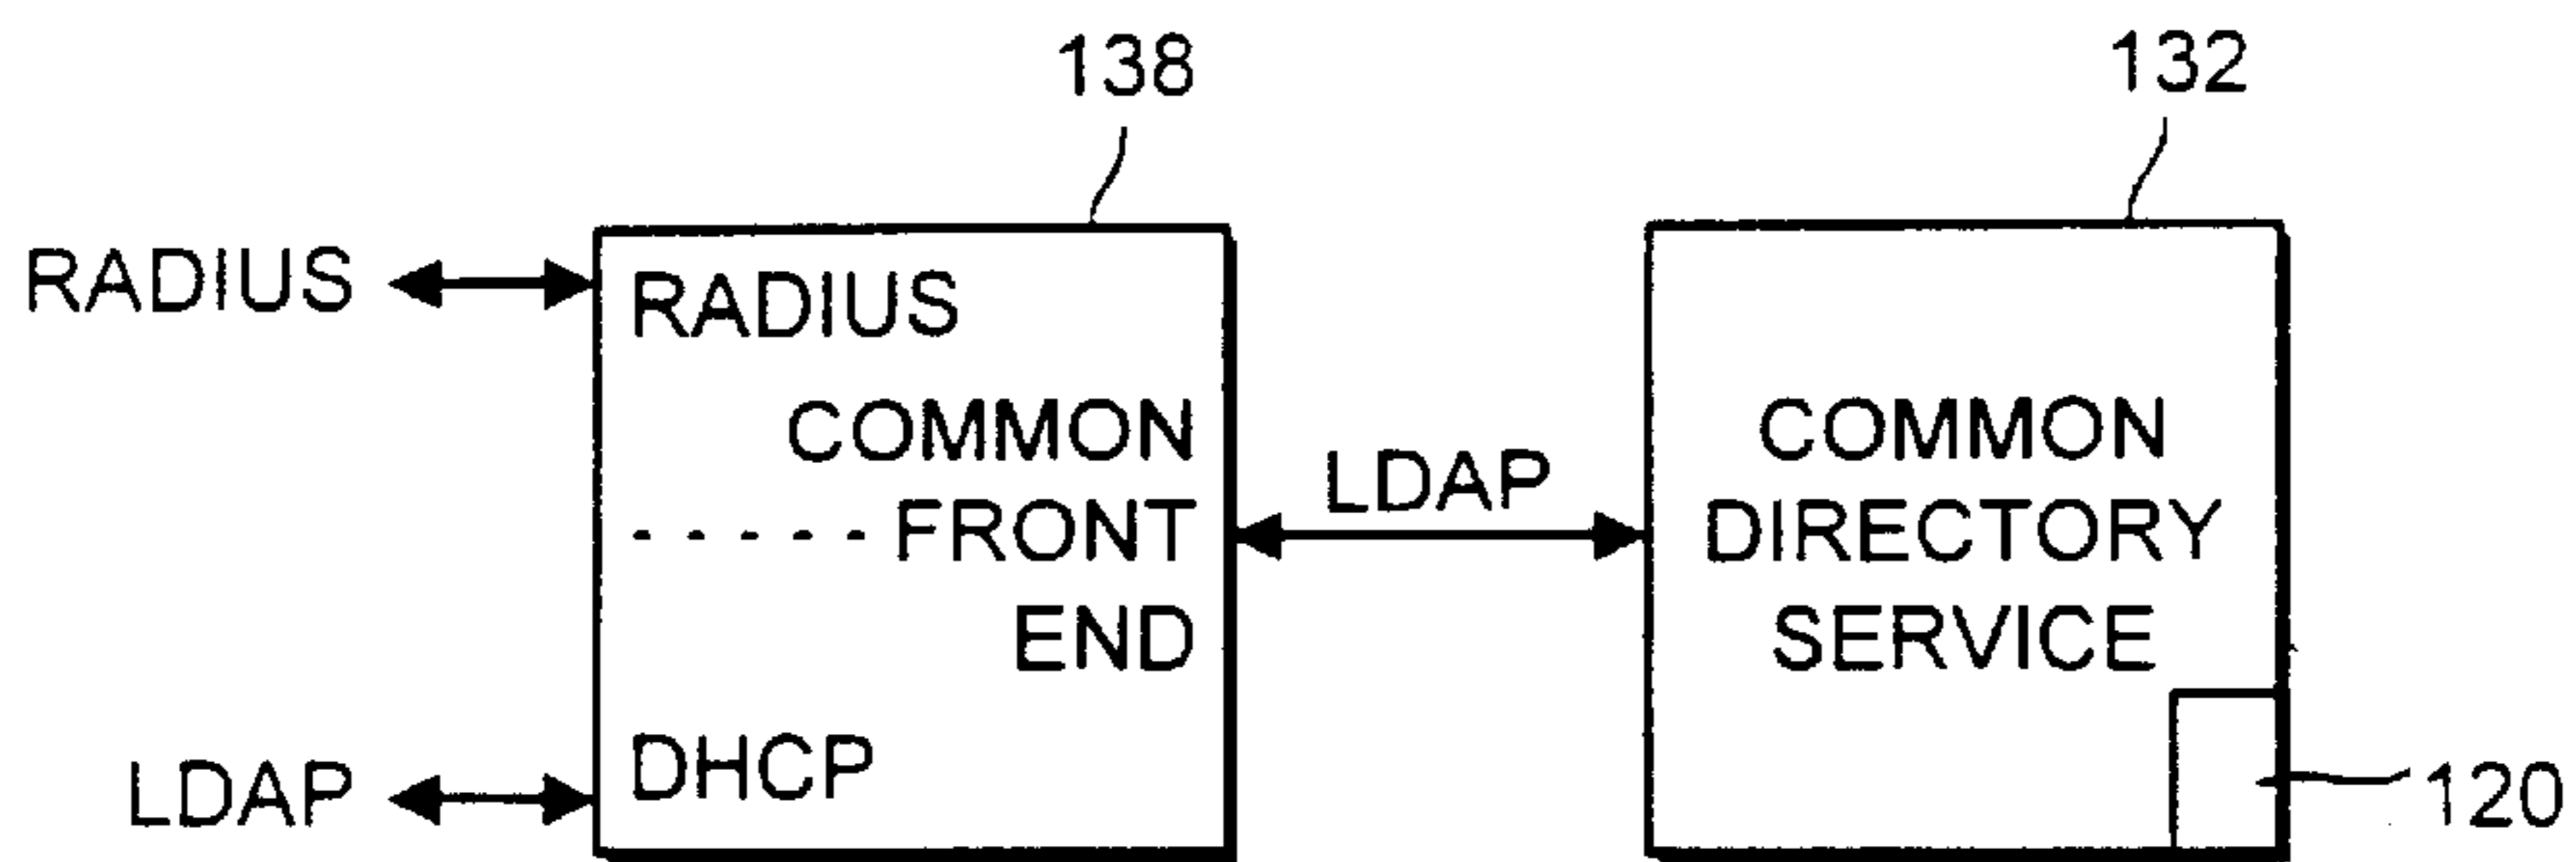 138
132
RADIUS
RADIUS
COMMON
FRONT
END
DHCP
LDAP
LDAP
COMMON
DIRECTORY
SERVICE
120